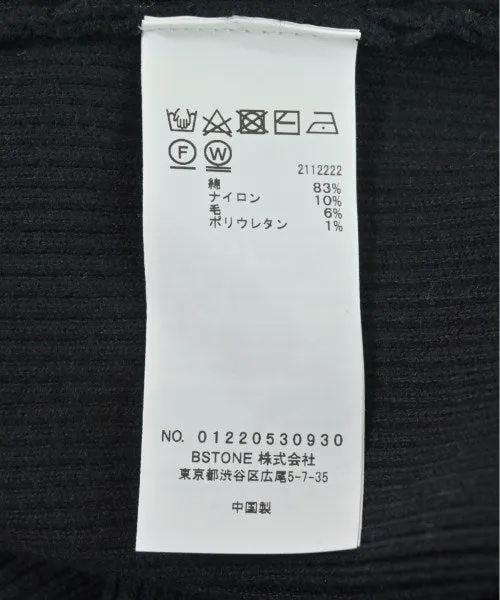 F W
2112222
綿 83%
ナイロン 10%
毛 6%
ポリウレタン 1%
NO. 01220530930
BSTONE 株式会社
東京都渋谷区広尾5-7-35
中国製